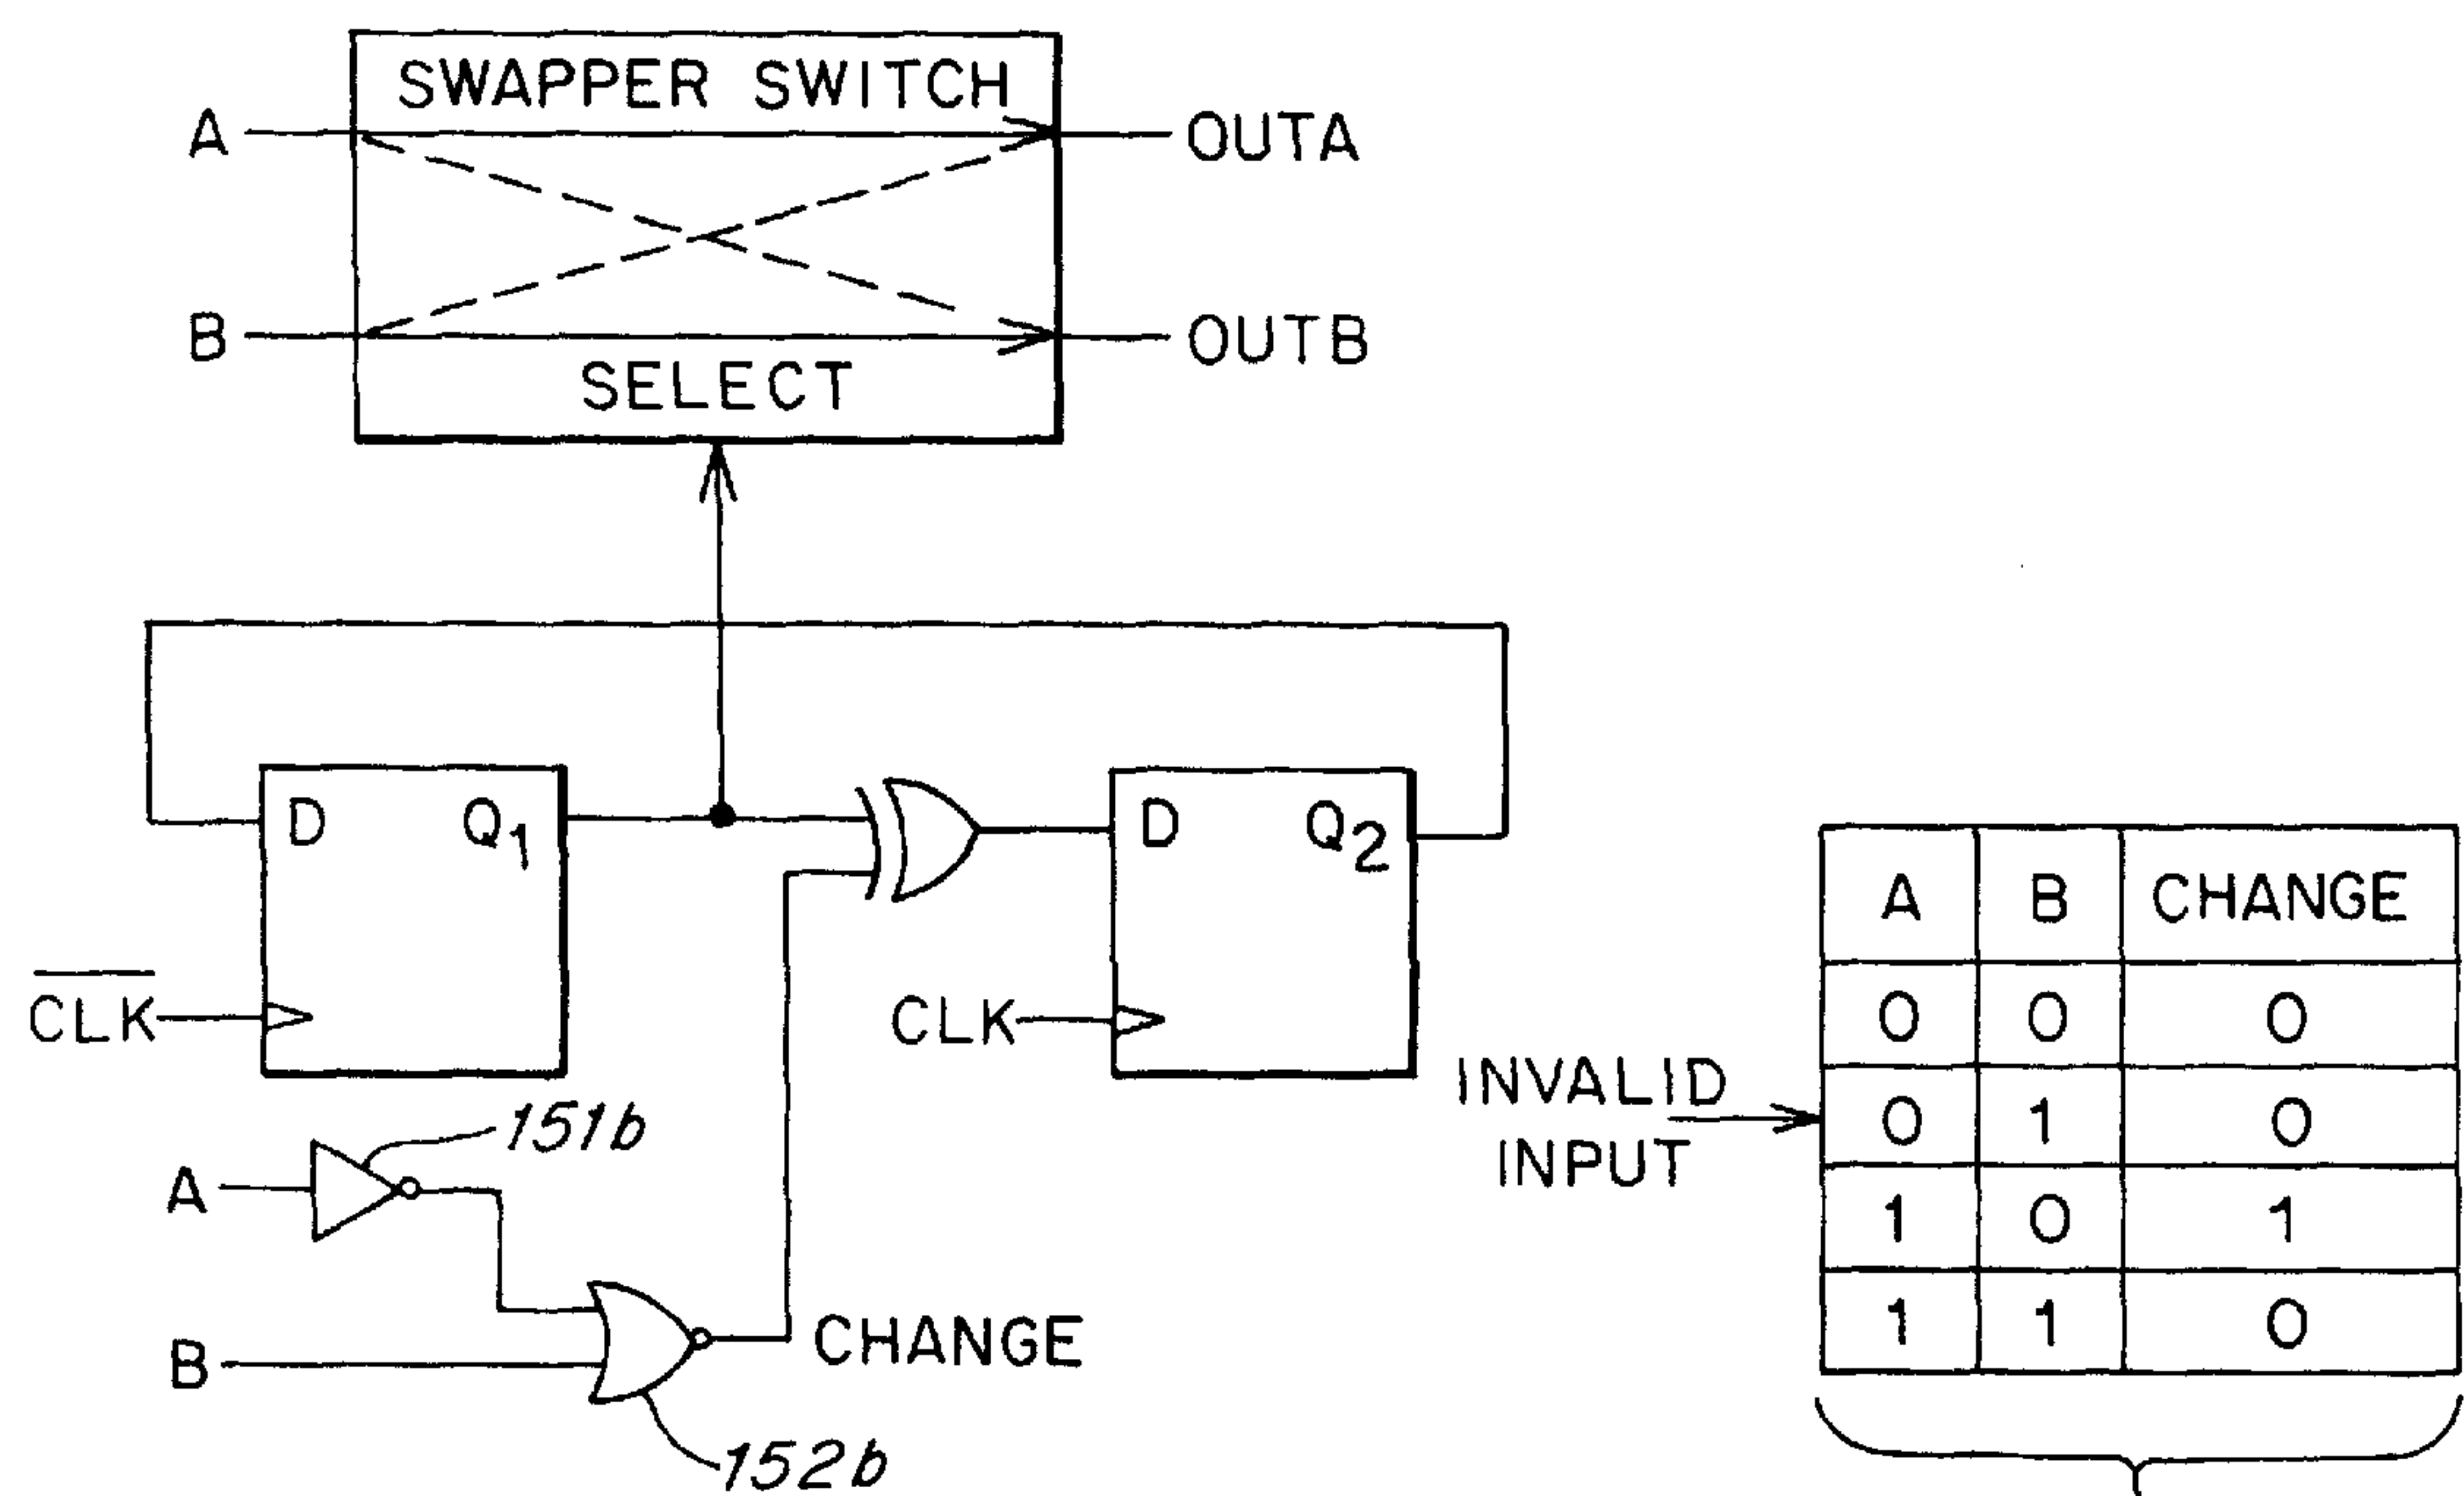 SWAPPER SWITCH
A
OUTA
B
OUTB
SELECT
D Q1
D Q2
CLK
CLK
A B CHANGE
0 0 0
INVALID
INPUT
0 1 0
1 0 1
1 1 0
151b
A
B
CHANGE
152b